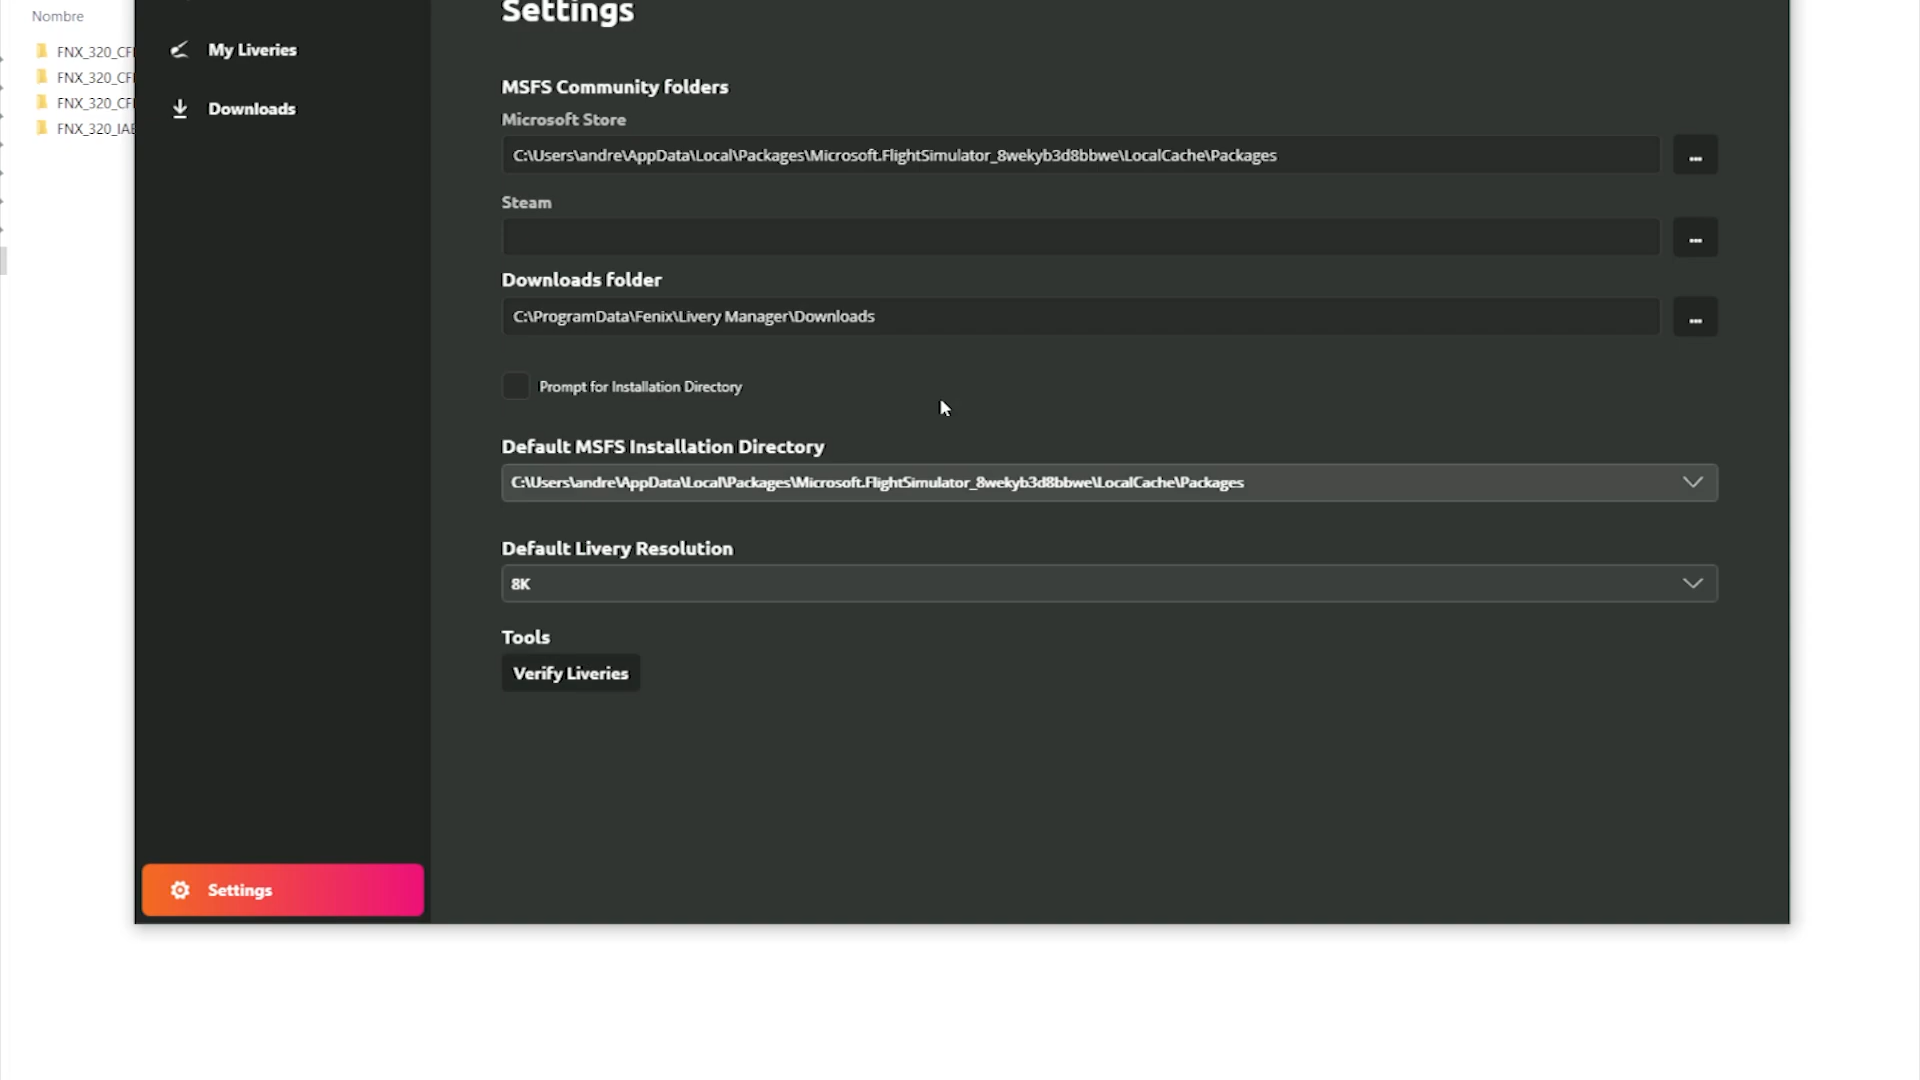 Nombre
FNX_320_CF
FNX_320_CF
FNX_320_CF
FNX_320_IAE
My Liveries
Downloads
Settings
Settings
MSFS Community folders
Microsoft Store
C:\Users\andre\AppData\Local\Packages\Microsoft.FlightSimulator_8wekyb3d8bbwe\LocalCache\Packages
...
Steam
...
Downloads folder
C:\ProgramData\Fenix\Livery Manager\Downloads
...
Prompt for Installation Directory
Default MSFS Installation Directory
C:\Users\andre\AppData\Local\Packages\Microsoft.FlightSimulator_8wekyb3d8bbwe\LocalCache\Packages
Default Livery Resolution
8K
Tools
Verify Liveries